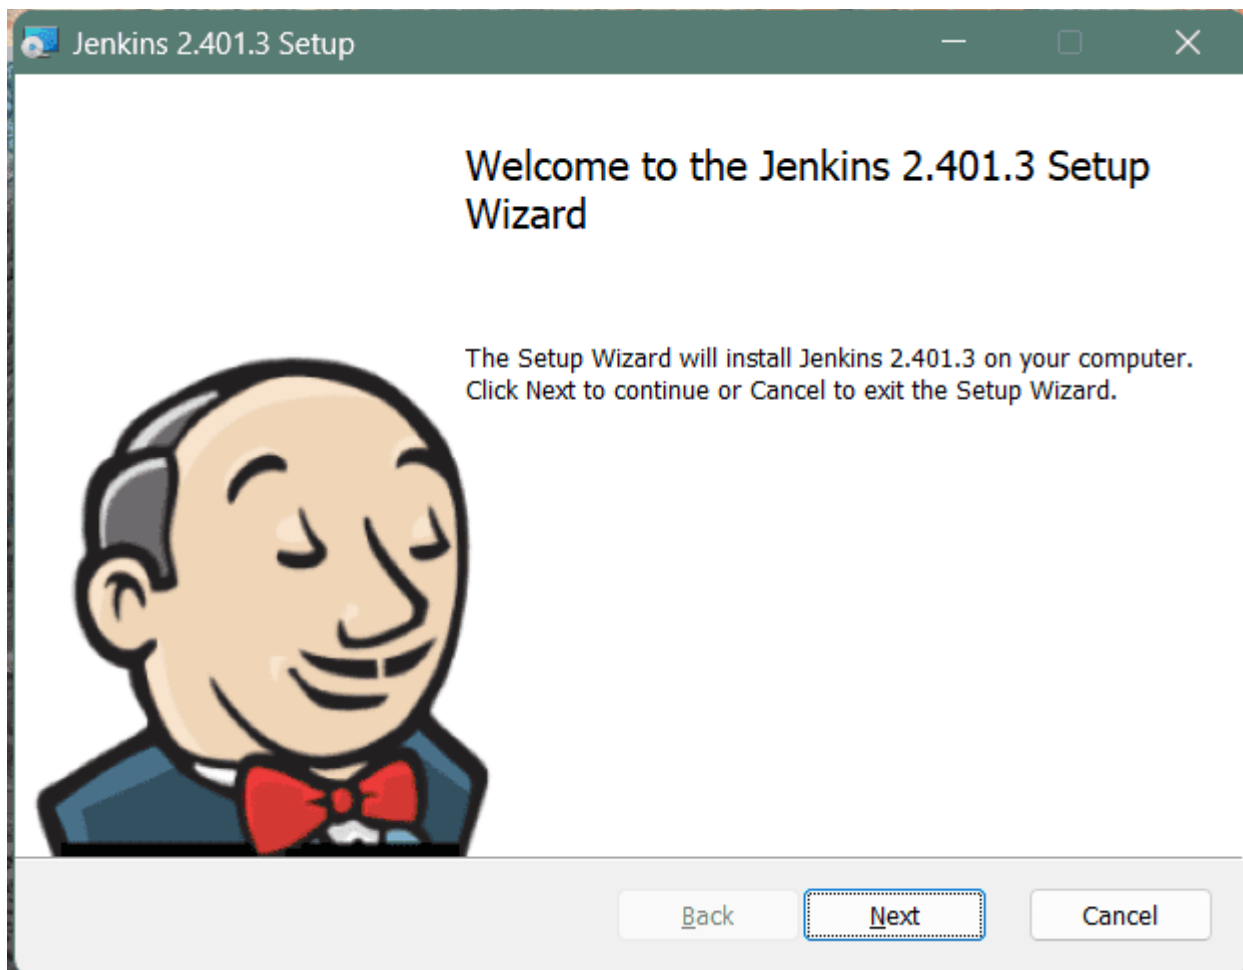 Jenkins 2.401.3 Setup
Welcome to the Jenkins 2.401.3 Setup
Wizard
The Setup Wizard will install Jenkins 2.401.3 on your computer.
Click Next to continue or Cancel to exit the Setup Wizard.
Back Next Cancel